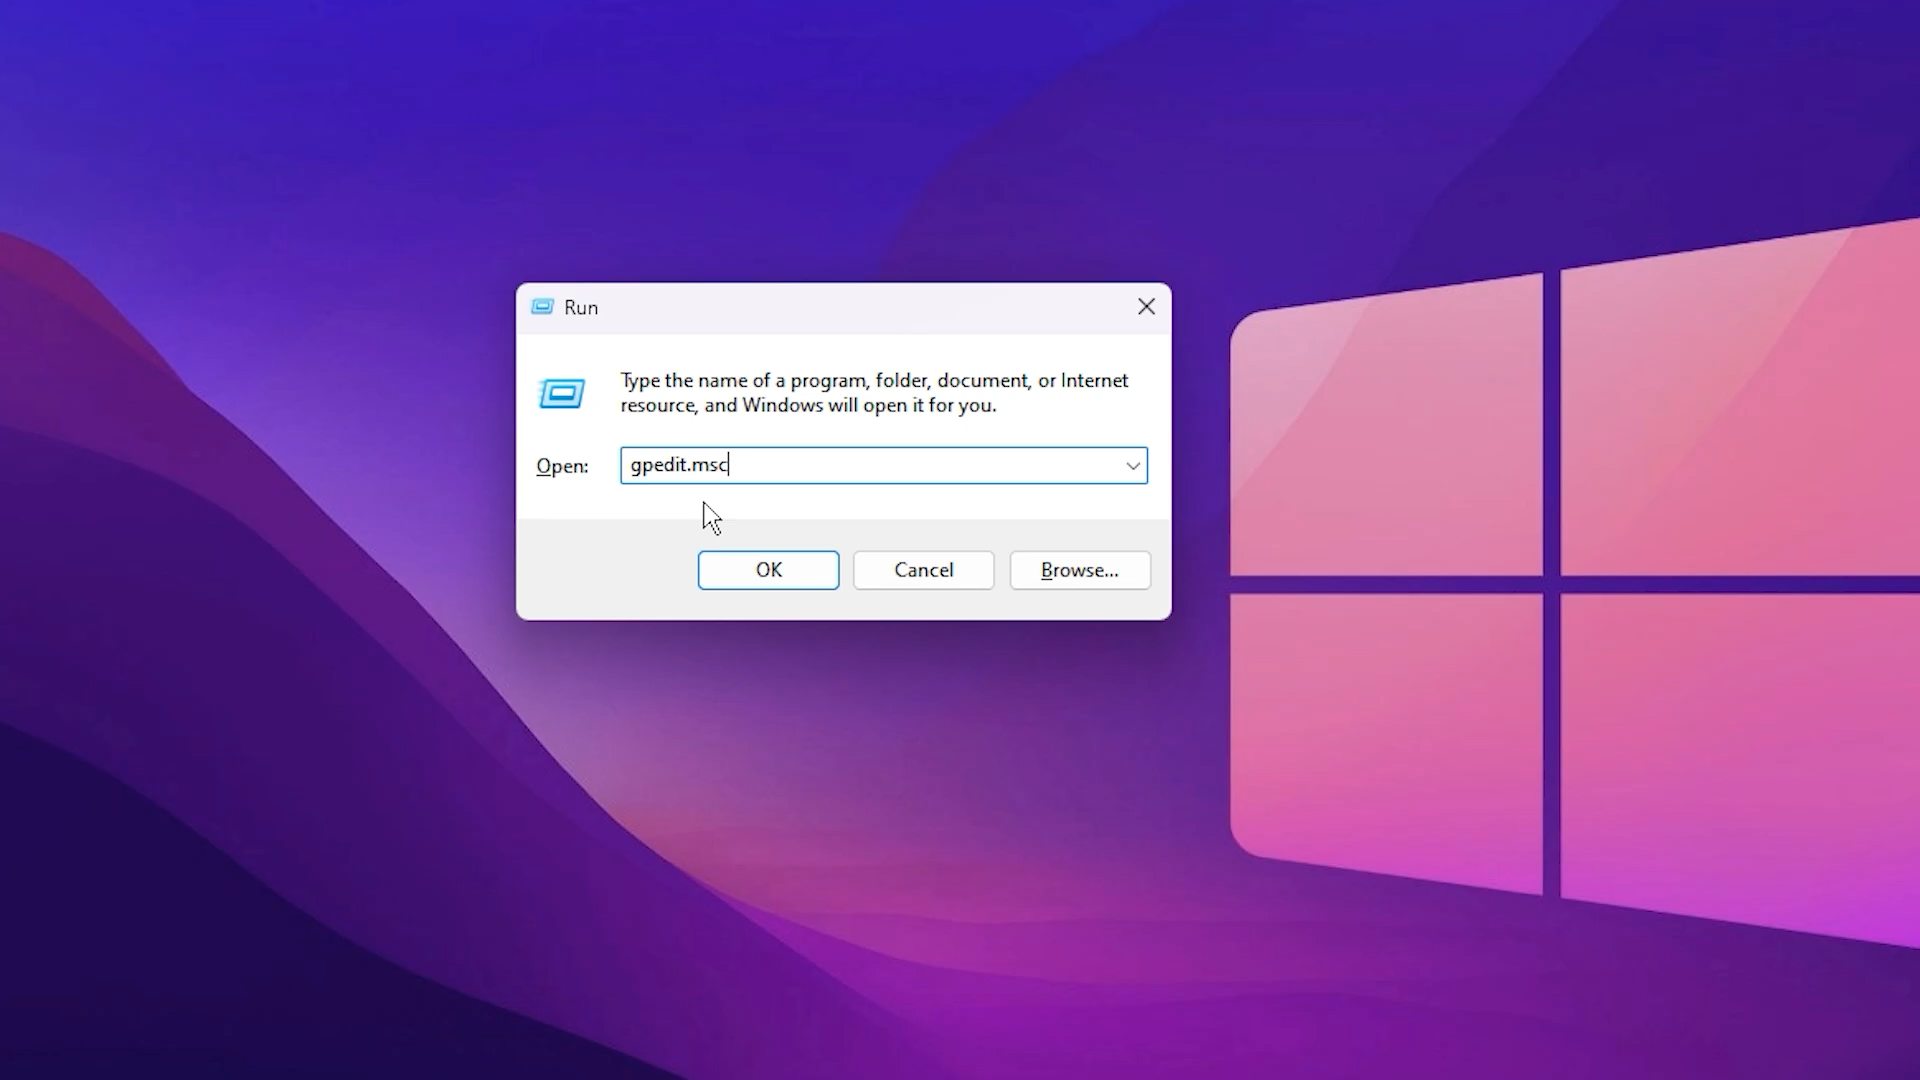 Run
Type the name of a program, folder, document, or Internet
resource, and Windows will open it for you.
Open:
gpedit.msc
OK
Cancel
Browse...